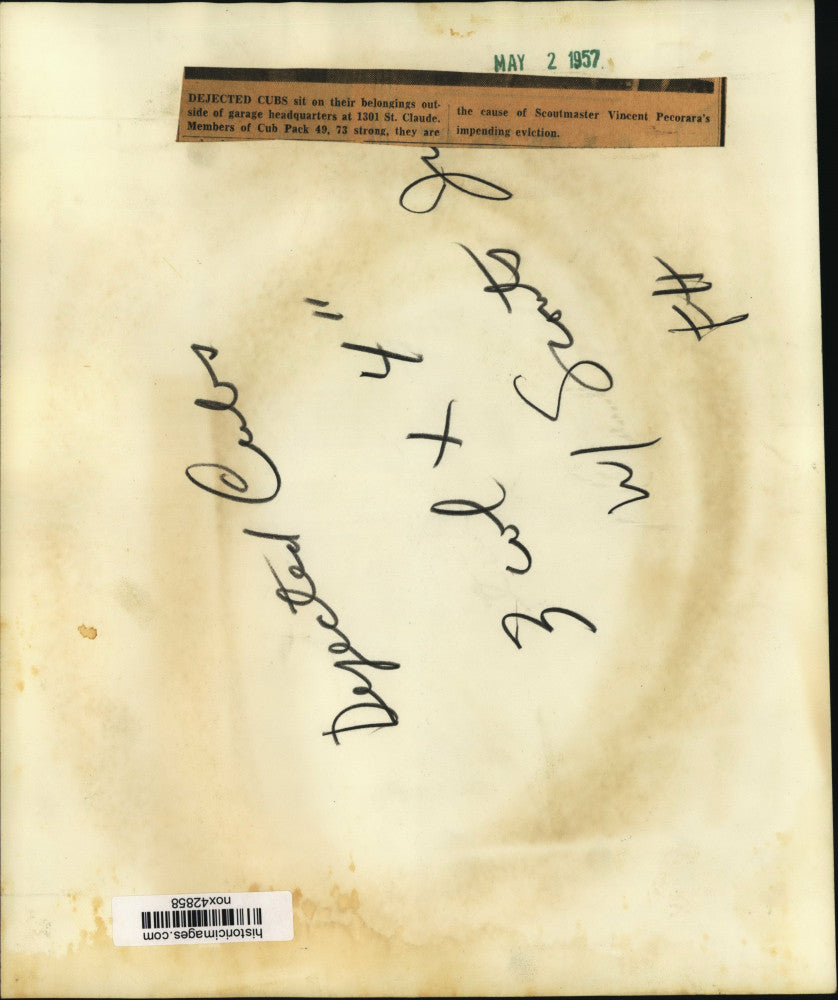 MAY 2 1957
DEJECTED CUBS sit on their belongings out-
side of garage headquarters at 1301 St. Claude.
Members of Cub Pack 49, 73 strong, they are
the cause of Scoutmaster Vincent Pecorara's
impending eviction.
Dejected Cubs
3 col x 4"
W/ Scouts
historicimages.com
nox42858